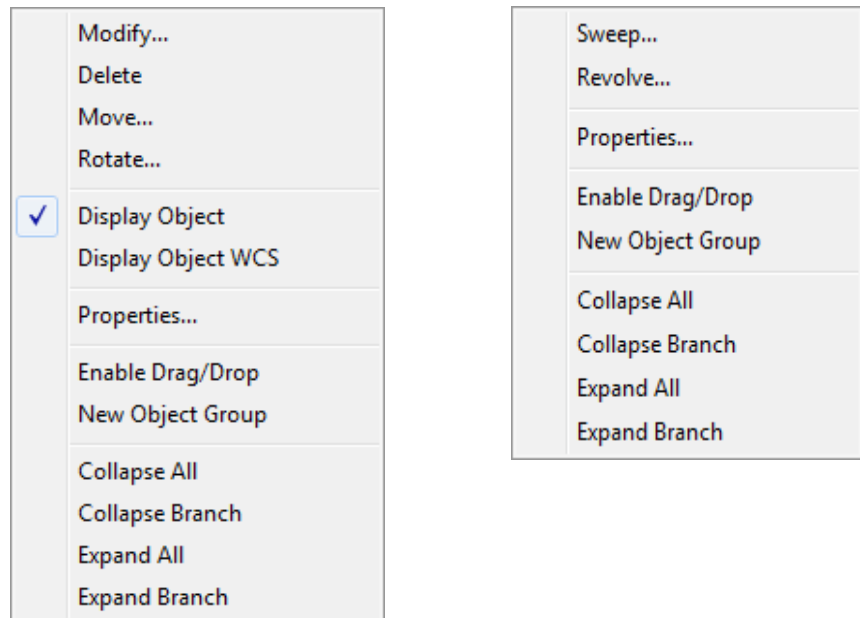 Modify...
Delete
Move...
Rotate...
Display Object
Display Object WCS
Properties...
Enable Drag/Drop
New Object Group
Collapse All
Collapse Branch
Expand All
Expand Branch
Sweep...
Revolve...
Properties...
Enable Drag/Drop
New Object Group
Collapse All
Collapse Branch
Expand All
Expand Branch